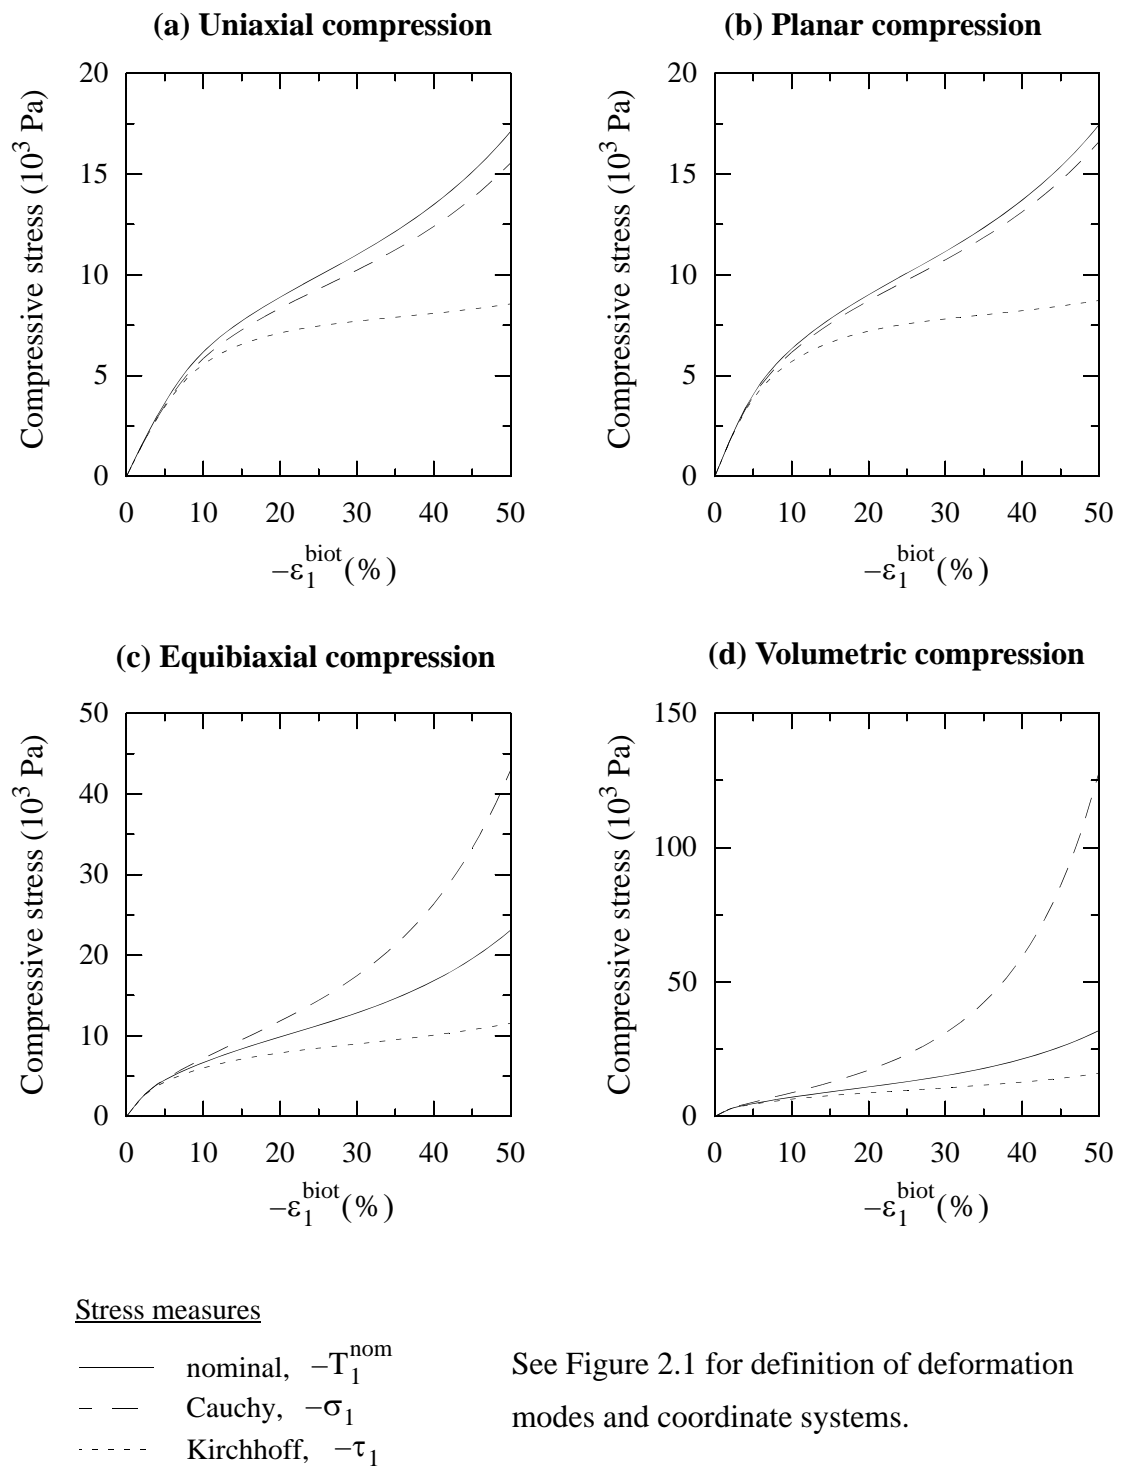 (a) Uniaxial compression
20
15
10
5
0
Compressive stress (10³ Pa)
0 10 20 30 40 50
−ε₁^biot (%)
(b) Planar compression
20
15
10
5
0
Compressive stress (10³ Pa)
0 10 20 30 40 50
−ε₁^biot (%)
(c) Equibiaxial compression
50
40
30
20
10
0
Compressive stress (10³ Pa)
0 10 20 30 40 50
−ε₁^biot (%)
(d) Volumetric compression
150
100
50
0
Compressive stress (10³ Pa)
0 10 20 30 40 50
−ε₁^biot (%)
Stress measures
nominal, −T₁^nom
Cauchy, −σ₁
Kirchhoff, −τ₁
See Figure 2.1 for definition of deformation
modes and coordinate systems.